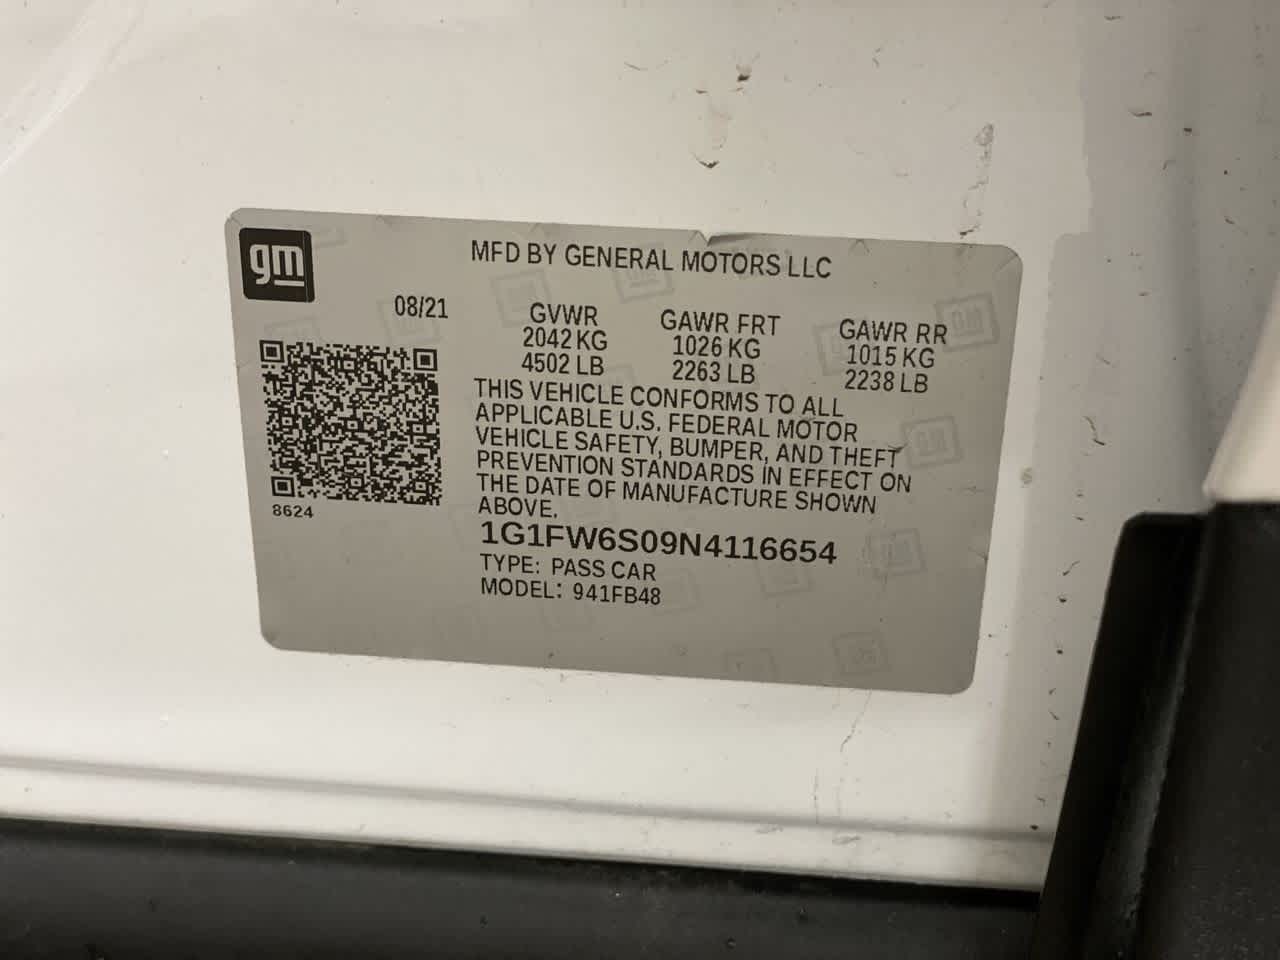 gm
MFD BY GENERAL MOTORS LLC
08/21
GVWR
2042 KG
4502 LB
GAWR FRT
1026 KG
2263 LB
GAWR RR
1015 KG
2238 LB
THIS VEHICLE CONFORMS TO ALL
APPLICABLE U.S. FEDERAL MOTOR
VEHICLE SAFETY, BUMPER, AND THEFT
PREVENTION STANDARDS IN EFFECT ON
THE DATE OF MANUFACTURE SHOWN
ABOVE.
8624
1G1FW6S09N4116654
TYPE: PASS CAR
MODEL: 941FB48